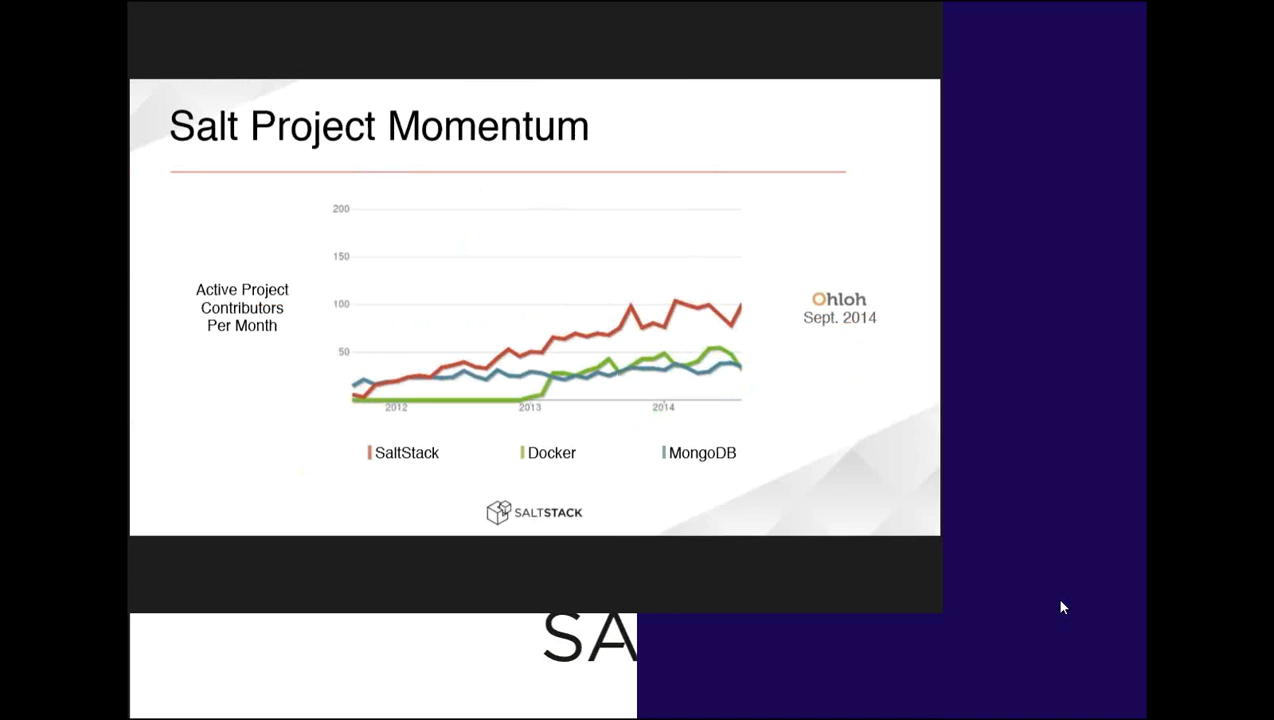 Salt Project Momentum
200
150
100
50
2012 2013 2014
Active Project
Contributors
Per Month
Ohloh
Sept. 2014
SaltStack Docker MongoDB
SALTSTACK
SA